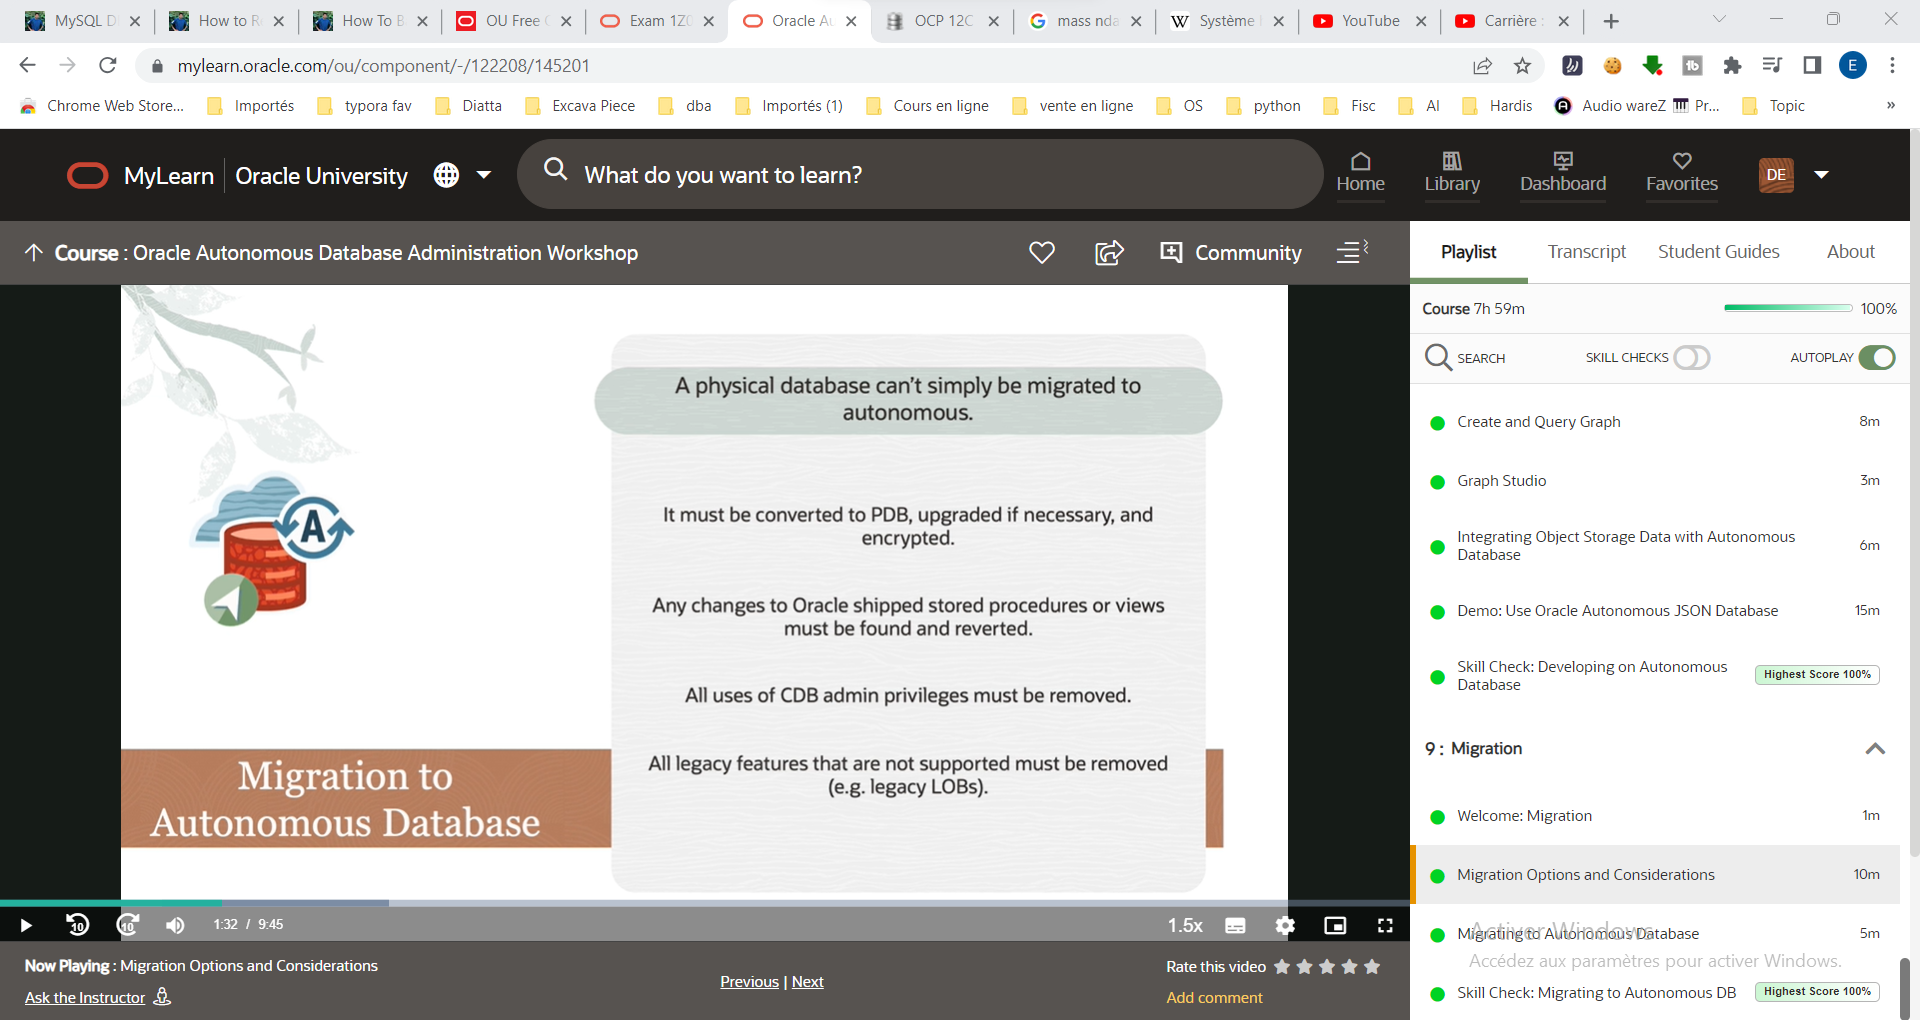 MySQL D
How to R
How To B
OU Free
Exam 1Z0
Oracle Au
OCP 12C
mass nda
Système
YouTube
Carrière :
mylearn.oracle.com/ou/component/-/122208/145201
E
Chrome Web Store...
Importés
typora fav
Diatta
Excava Piece
dba
Importés (1)
Cours en ligne
vente en ligne
OS
python
Fisc
AI
Hardis
Audio wareZ
Pr...
Topic
»
MyLearn
Oracle University
What do you want to learn?
Home
Library
Dashboard
Favorites
DE
Course : Oracle Autonomous Database Administration Workshop
Community
A physical database can't simply be migrated to
autonomous.
It must be converted to PDB, upgraded if necessary, and
encrypted.
Any changes to Oracle shipped stored procedures or views
must be found and reverted.
All uses of CDB admin privileges must be removed.
All legacy features that are not supported must be removed
(e.g. legacy LOBs).
A
Migration to
Autonomous Database
10
10
1:32 / 9:45
1.5x
Now Playing : Migration Options and Considerations
Ask the Instructor
Previous | Next
Rate this video
Add comment
Playlist
Transcript
Student Guides
About
Course 7h 59m
100%
SEARCH
SKILL CHECKS
AUTOPLAY
Create and Query Graph
8m
Graph Studio
3m
Integrating Object Storage Data with Autonomous
Database
6m
Demo: Use Oracle Autonomous JSON Database
15m
Skill Check: Developing on Autonomous
Database
Highest Score 100%
9 : Migration
Welcome: Migration
1m
Migration Options and Considerations
10m
Migrating to Autonomous Database
5m
Activer Windows
Accédez aux paramètres pour activer Windows.
Skill Check: Migrating to Autonomous DB
Highest Score 100%